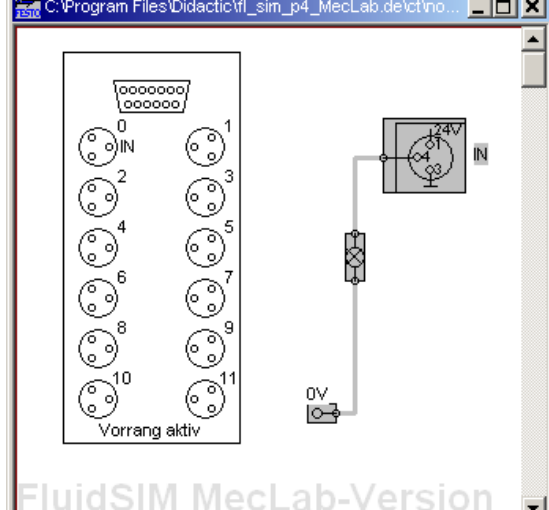 C:\Program Files\Didactic\fl_sim_p4_MecLab.de\ct\no...
0
IN
1
2
3
4
5
6
7
8
9
10
11
Vorrang aktiv
24V
1
4
3
IN
0V
FluidSIM MecLab-Version